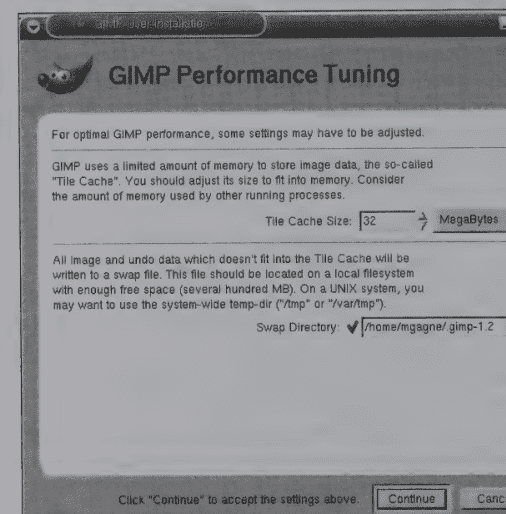 GIMP User Installation
GIMP Performance Tuning
For optimal GIMP performance, some settings may have to be adjusted.
GIMP uses a limited amount of memory to store image data, the so-called
"Tile Cache". You should adjust its size to fit into memory. Consider
the amount of memory used by other running processes.
Tile Cache Size: 32 MegaBytes
All image and undo data which doesn't fit into the Tile Cache will be
written to a swap file. This file should be located on a local filesystem
with enough free space (several hundred MB). On a UNIX system, you
may want to use the system-wide temp-dir ("/tmp" or "/var/tmp").
Swap Directory: /home/mgagne/.gimp-1.2
Click "Continue" to accept the settings above. Continue Canc